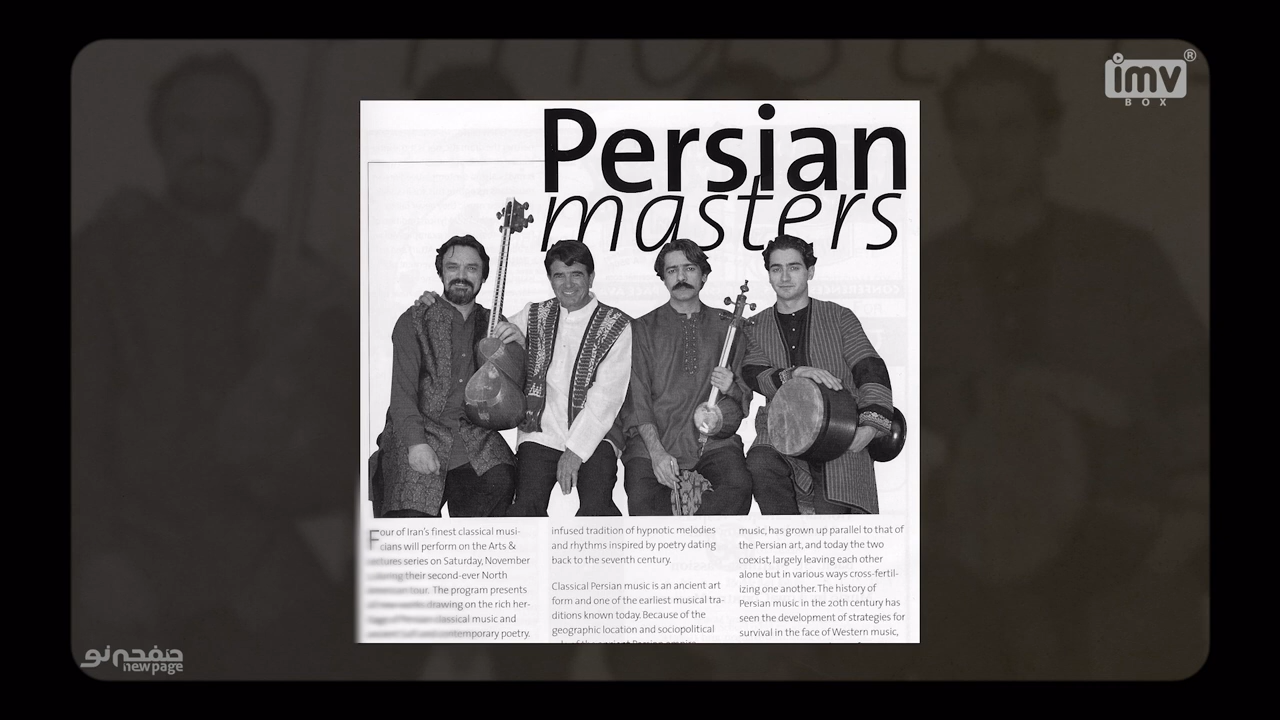 imv®
BOX
Persian
masters
Four of Iran's finest classical musi-
cians will perform on the Arts &
series on Saturday, November
their second-ever North
tour. The program presents
drawing on the rich her-
classical music and
contemporary poetry.
infused tradition of hypnotic melodies
and rhythms inspired by poetry dating
back to the seventh century.
Classical Persian music is an ancient art
form and one of the earliest musical tra-
ditions known today. Because of the
geographic location and sociopolitical
music, has grown up parallel to that of
the Persian art, and today the two
coexist, largely leaving each other
alone but in various ways cross-fertil-
izing one another. The history of
Persian music in the 20th century has
seen the development of strategies for
survival in the face of Western music,
صفحه نو
newpage